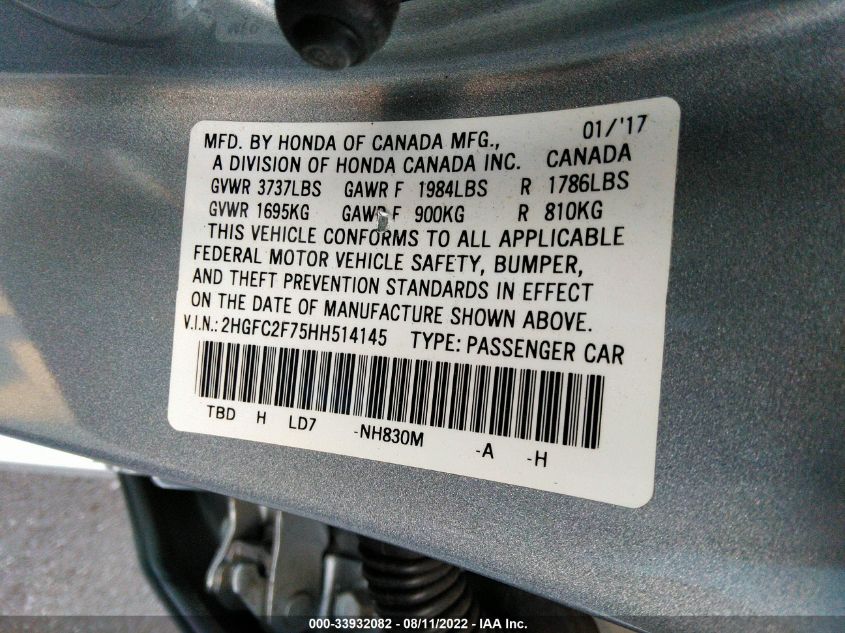 MFD. BY HONDA OF CANADA MFG., 01/'17
A DIVISION OF HONDA CANADA INC. CANADA
GVWR 3737LBS GAWR F 1984LBS R 1786LBS
GVWR 1695KG GAWR F 900KG R 810KG
THIS VEHICLE CONFORMS TO ALL APPLICABLE
FEDERAL MOTOR VEHICLE SAFETY, BUMPER,
AND THEFT PREVENTION STANDARDS IN EFFECT
ON THE DATE OF MANUFACTURE SHOWN ABOVE.
V.I.N.: 2HGFC2F75HH514145 TYPE: PASSENGER CAR
TBD H LD7 -NH830M -A -H
000-33932082 - 08/11/2022 - IAA Inc.